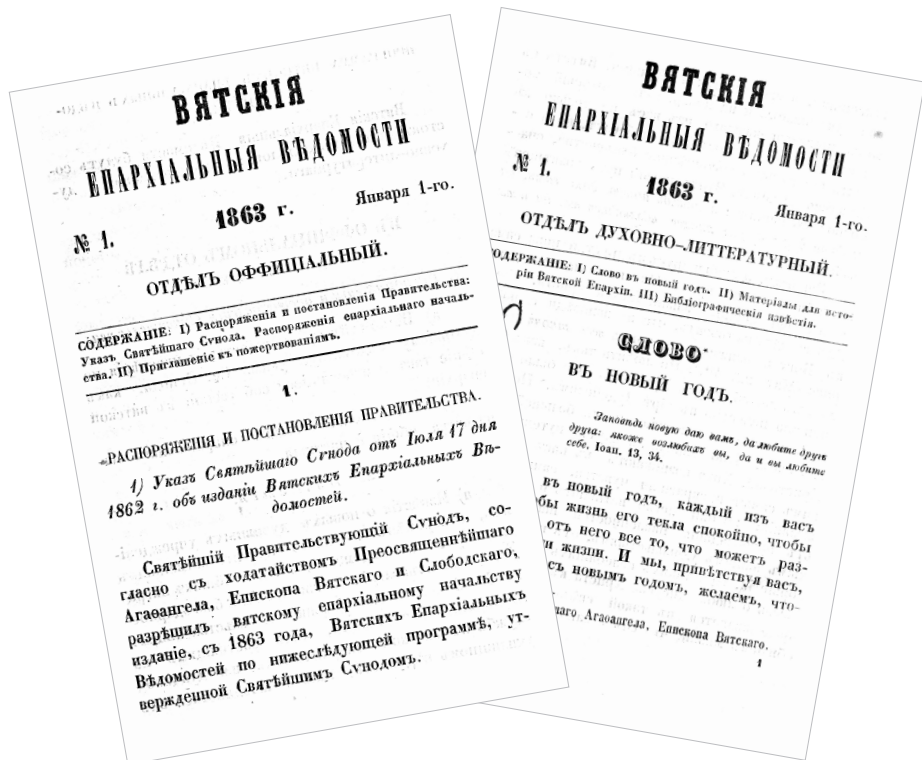 ВЯТСКІЯ
ЕПАРХІАЛЬНЫЯ ВѢДОМОСТИ
№ 1.
1863 г.
Января 1-го.
ОТДѢЛЪ ОФФИЦІАЛЬНЫЙ.
СОДЕРЖАНІЕ: I) Распоряженія и постановленія Правительства:
Указъ Святѣйшаго Сѵнода. Распоряженія епархіальнаго началь-
ства. II) Приглашеніе къ пожертвованіямъ.
I.
РАСПОРЯЖЕНІЯ И ПОСТАНОВЛЕНІЯ ПРАВИТЕЛЬСТВА.
1) Указъ Святѣйшаго Сѵнода отъ Іюля 17 дня
1862 г. объ изданіи Вятскихъ Епархіальныхъ Вѣ-
домостей.
Святѣйшій Правительствующій Сѵнодъ, со-
гласно съ ходатайствомъ Преосвященнѣйшаго
Агаѳангела, Епископа Вятскаго и Слободскаго,
разрѣшилъ вятскому епархіальному начальству
изданіе, съ 1863 года, Вятскихъ Епархіальныхъ
Вѣдомостей по нижеслѣдующей программѣ, ут-
вержденной Святѣйшимъ Сѵнодомъ.
ВЯТСКІЯ
ЕПАРХІАЛЬНЫЯ ВѢДОМОСТИ
№ 1.
1863 г.
Января 1-го.
ОТДѢЛЪ ДУХОВНО-ЛИТТЕРАТУРНЫЙ.
СОДЕРЖАНІЕ: I) Слово въ новый годъ. II) Матеріалы для исто-
ріи Вятской Епархіи. III) Библіографическія извѣстія.
СЛОВО
ВЪ НОВЫЙ ГОДЪ.
Заповѣдь новую даю вамъ, да любите другъ
друга: якоже возлюбихъ вы, да и вы любите
себе. Іоан. 13, 34.
въ новый годъ, каждый изъ васъ
обы жизнь его текла спокойно, чтобы
отъ него все то, что можетъ раз-
и жизни. И мы, привѣтствуя васъ,
съ новымъ годомъ, желаемъ, что-
аго Агаѳангела, Епископа Вятскаго.
1